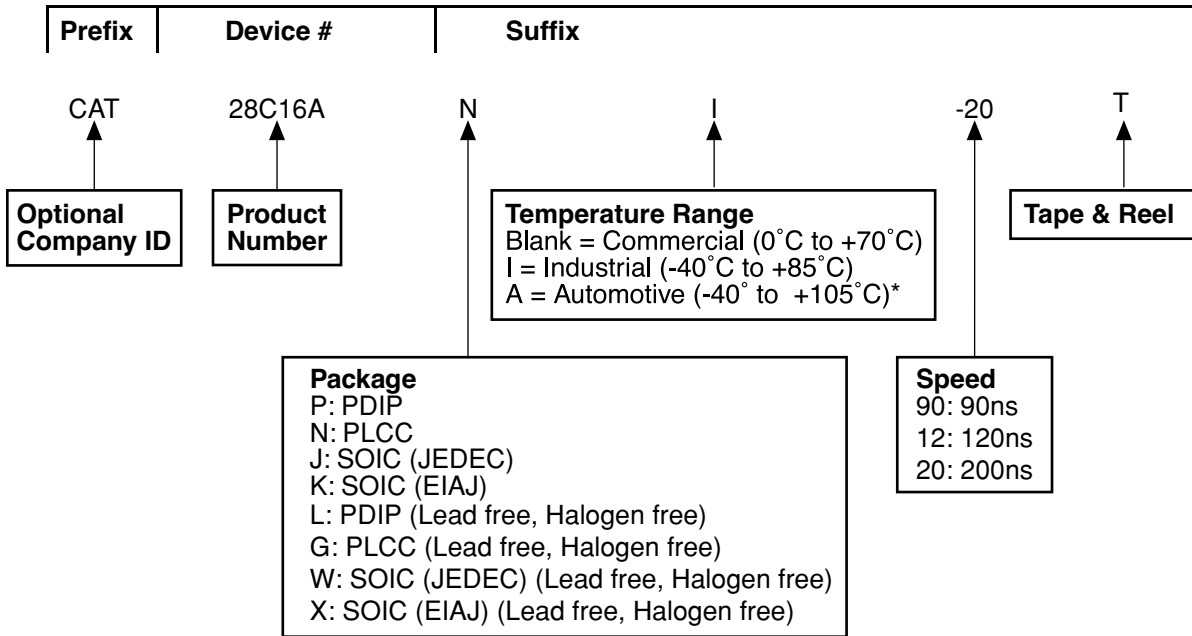 Prefix Device # Suffix
CAT 28C16A N I -20 T
Optional
Company ID
Product
Number
Temperature Range
Blank = Commercial (0˚C to +70˚C)
I = Industrial (-40˚C to +85˚C)
A = Automotive (-40˚ to +105˚C)*
Tape & Reel
Package
P: PDIP
N: PLCC
J: SOIC (JEDEC)
K: SOIC (EIAJ)
L: PDIP (Lead free, Halogen free)
G: PLCC (Lead free, Halogen free)
W: SOIC (JEDEC) (Lead free, Halogen free)
X: SOIC (EIAJ) (Lead free, Halogen free)
Speed
90: 90ns
12: 120ns
20: 200ns